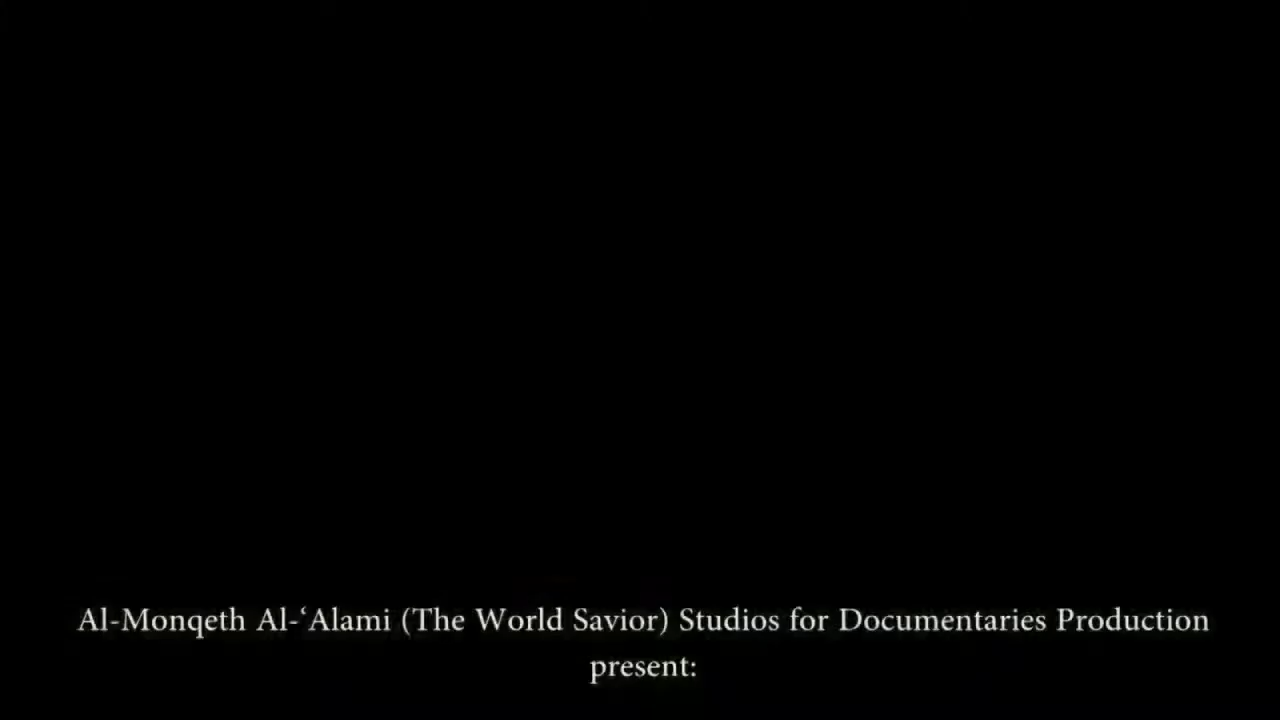 Al-Monqeth Al-‘Alami (The World Savior) Studios for Documentaries Production
present: